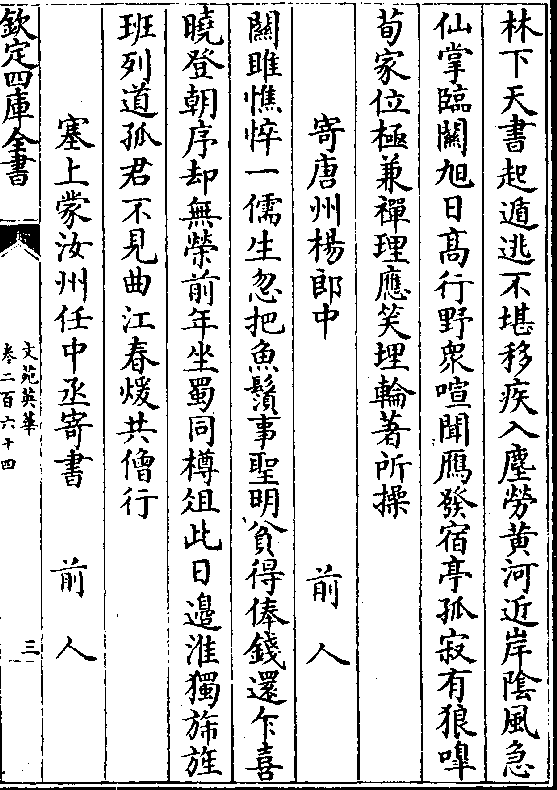 林下天書起遁逃不堪移疾入塵勞黄河近岸陰風急
仙掌臨關旭日髙行野衆喧聞鴈發宿亭孤寂有狼嘷
荀家位極兼禪理應笑埋輪著所操
寄唐州楊郎中 前人
關雎憔悴一儒生忽把魚鬚事聖明貧得俸錢還乍喜
曉登朝序却無榮前年坐蜀同樽俎此日邉淮獨斾旌
班列道孤君不見曲江春煖共僧行
塞上蒙汝州任中丞寄書 前人
欽定四庫全書
文苑英華
卷二百六十四
三